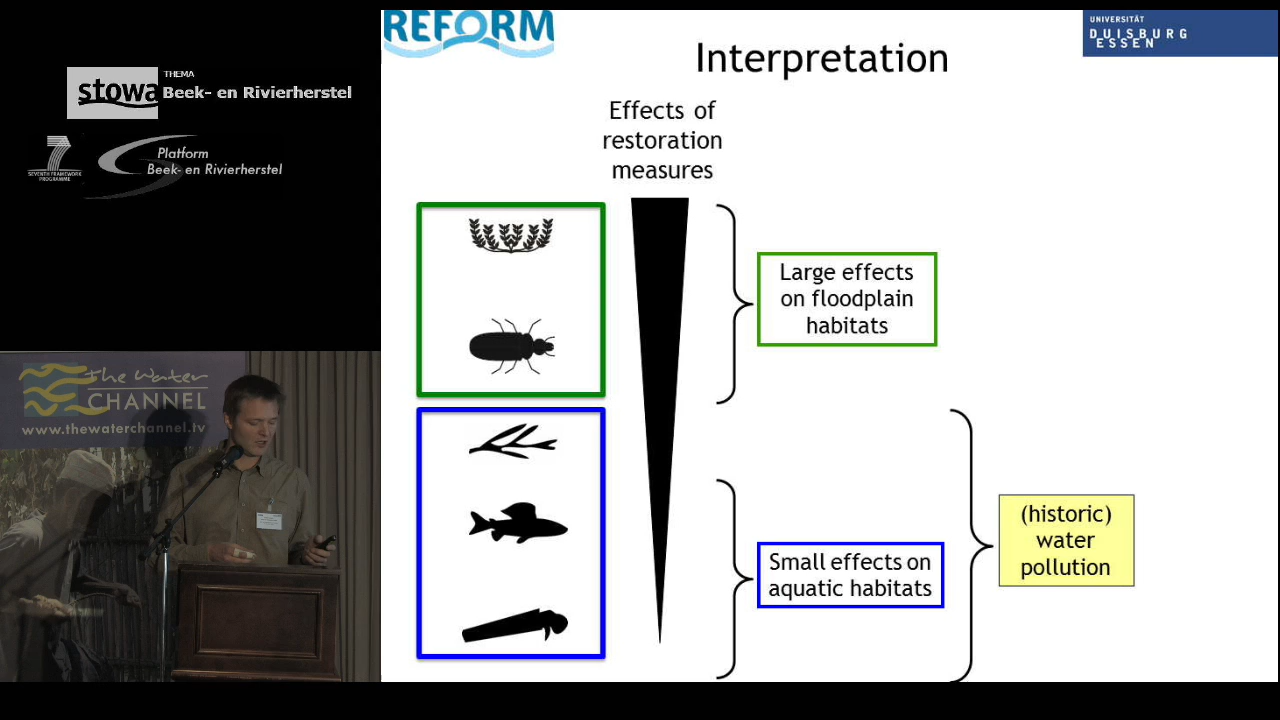 stowa
THEMA
Beek- en Rivierherstel
7
SEVENTH FRAMEWORK
PROGRAMME
Platform
Beek- en Rivierherstel
the water
CHANNEL
www.thewaterchannel.tv
REFORM
Interpretation
UNIVERSITÄT
DUISBURG
ESSEN
Effects of
restoration
measures
Large effects
on floodplain
habitats
Small effects on
aquatic habitats
(historic)
water
pollution